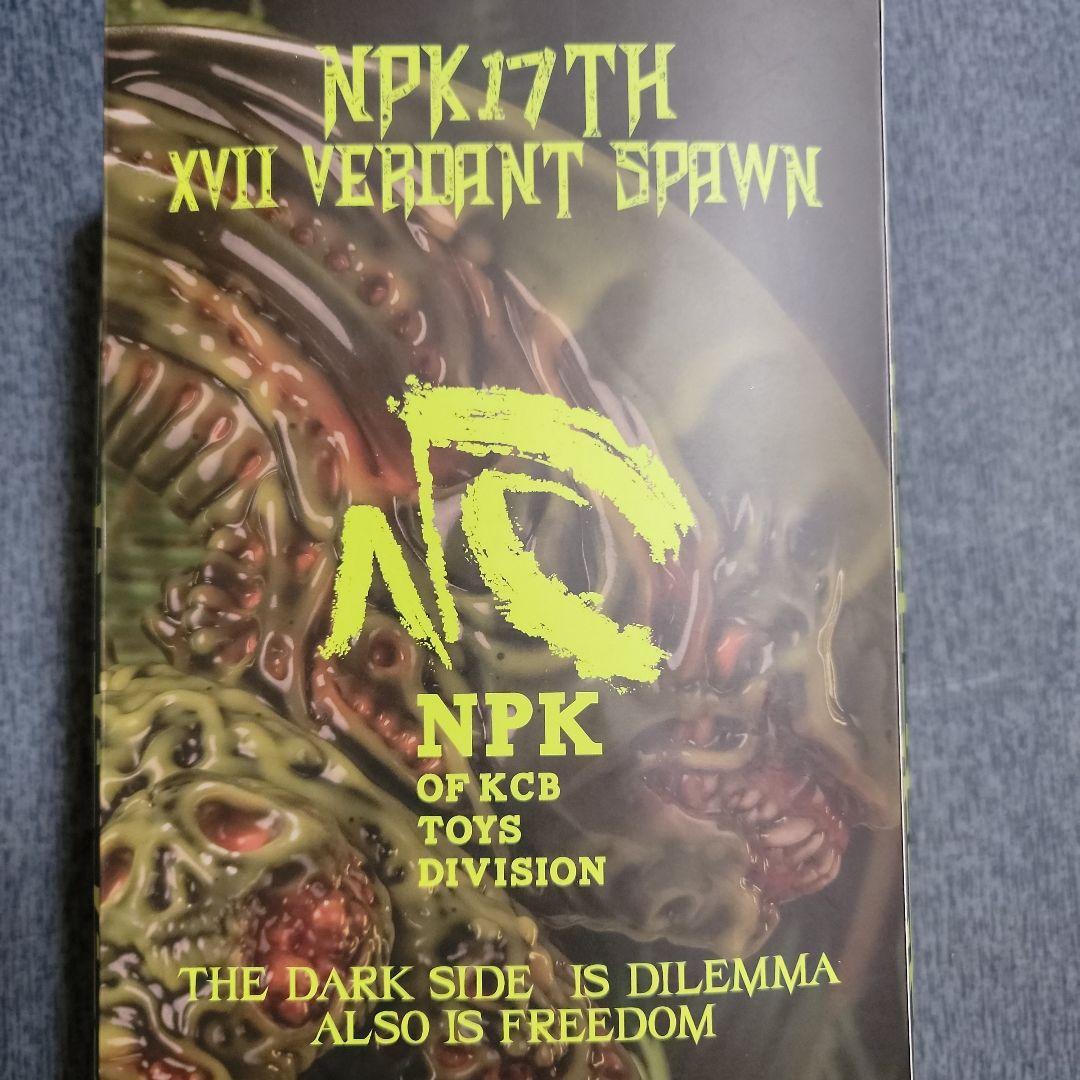 NPK17TH
XVII VERDANT SPAWN
NPK
OF KCB
TOYS
DIVISION
THE DARK SIDE IS DILEMMA
ALSO IS FREEDOM